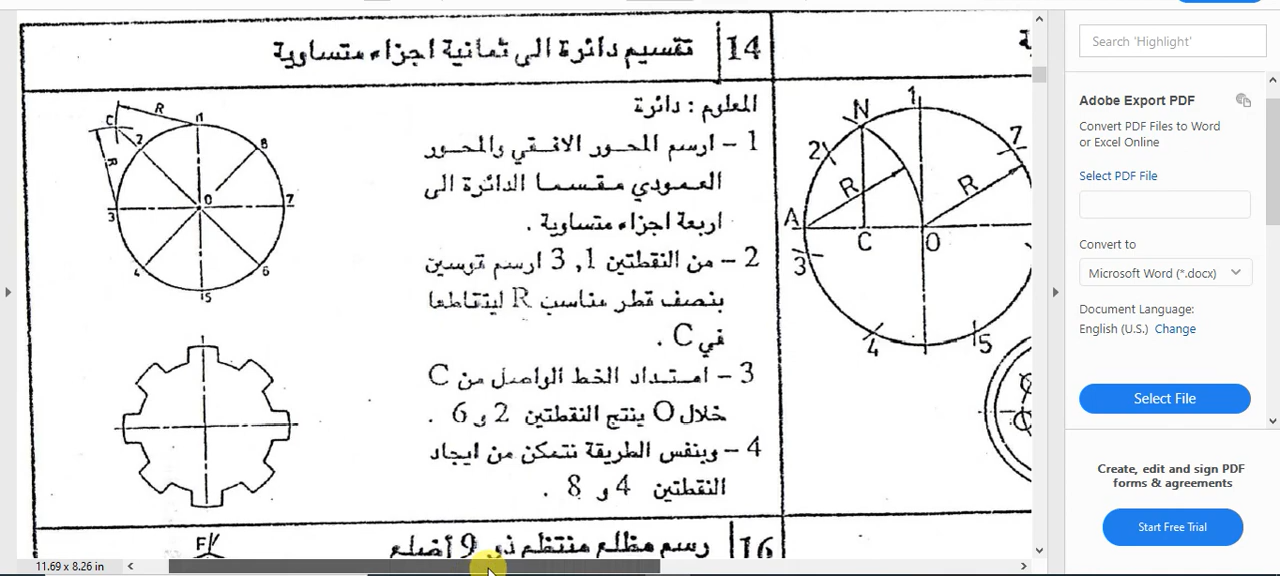 14 تقسيم دائرة الى ثمانية اجزاء متساوية
المعلوم : دائرة
1 – ارسم المحور الافقي والمحور
العمودي مقسما الدائرة الى
اربعة اجزاء متساوية .
2 – من النقطتين 1 , 3 ارسم قوسين
بنصف قطر مناسب R ليتقاطعا
في C .
3 – امتداد الخط الواصل من C
خلال O ينتج النقطتين 2 و 6 .
4 – وبنفس الطريقة نتمكن من ايجاد
النقطتين 4 و 8 .
16 رسم مظلع منتظم ذو 9 أضلع
R
C
1
2
8
R
O
3
7
4
6
5
F
N
1
2
7
R
R
A
C
O
3
4
5
11.69 x 8.26 in
Search 'Highlight'
Adobe Export PDF
Convert PDF Files to Word
or Excel Online
Select PDF File
Convert to
Microsoft Word (*.docx)
Document Language:
English (U.S.) Change
Select File
Create, edit and sign PDF
forms & agreements
Start Free Trial